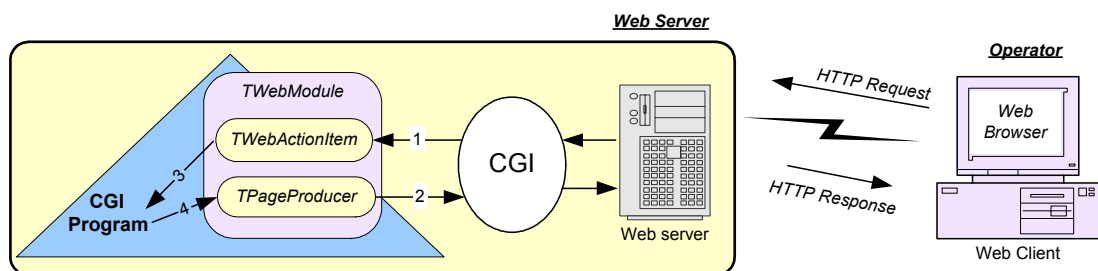 Web Server
Operator
TWebModule
TWebActionItem
TPageProducer
CGI
Program
1
2
3
4
CGI
Web server
HTTP Request
HTTP Response
Web
Browser
Web Client